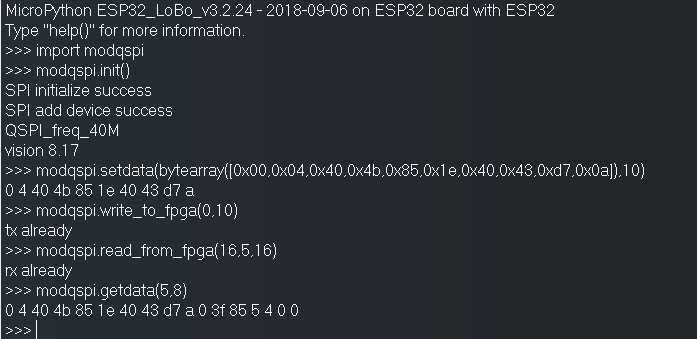 MicroPython ESP32_LoBo_v3.2.24 - 2018-09-06 on ESP32 board with ESP32
Type "help()" for more information.
>>> import modqspi
>>> modqspi.init()
SPI initialize success
SPI add device success
QSPI_freq_40M
vision 8.17
>>> modqspi.setdata(bytearray([0x00,0x04,0x40,0x4b,0x85,0x1e,0x40,0x43,0xd7,0x0a]),10)
0 4 40 4b 85 1e 40 43 d7 a
>>> modqspi.write_to_fpga(0,10)
tx already
>>> modqspi.read_from_fpga(16,5,16)
rx already
>>> modqspi.getdata(5,8)
0 4 40 4b 85 1e 40 43 d7 a 0 3f 85 5 4 0 0
>>>